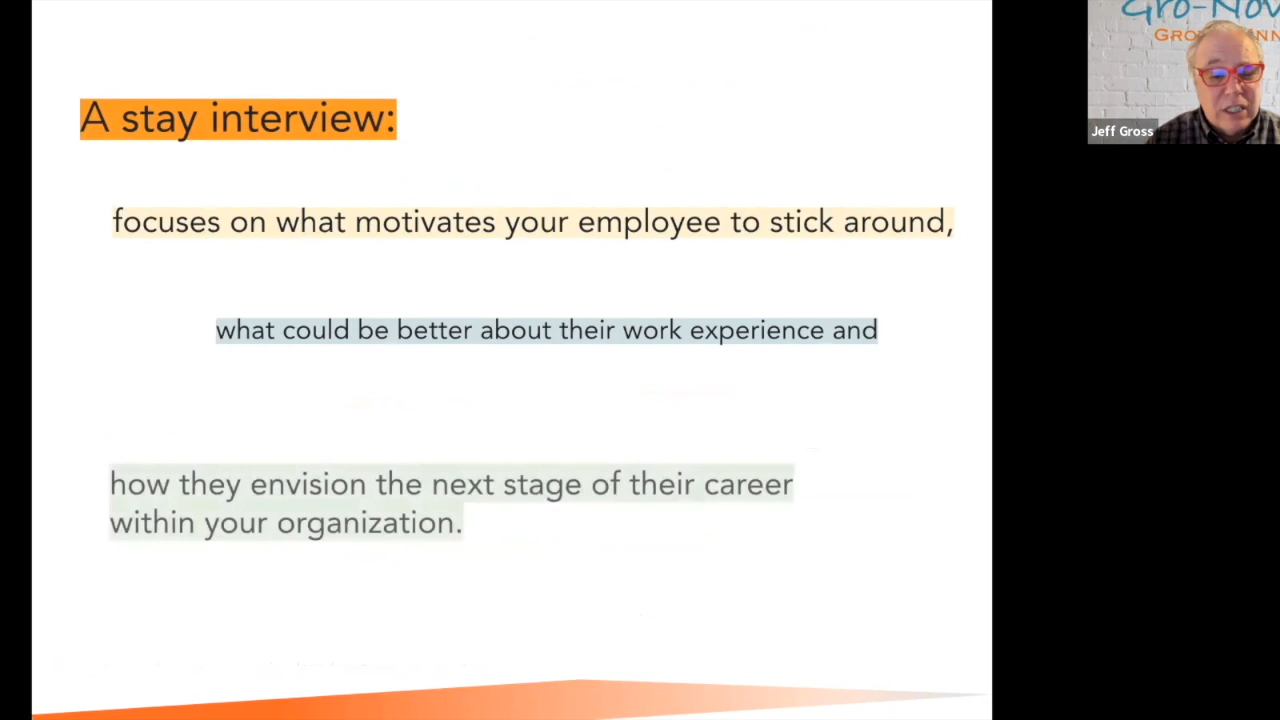 A stay interview:
focuses on what motivates your employee to stick around,
what could be better about their work experience and
how they envision the next stage of their career
within your organization.
Jeff Gross